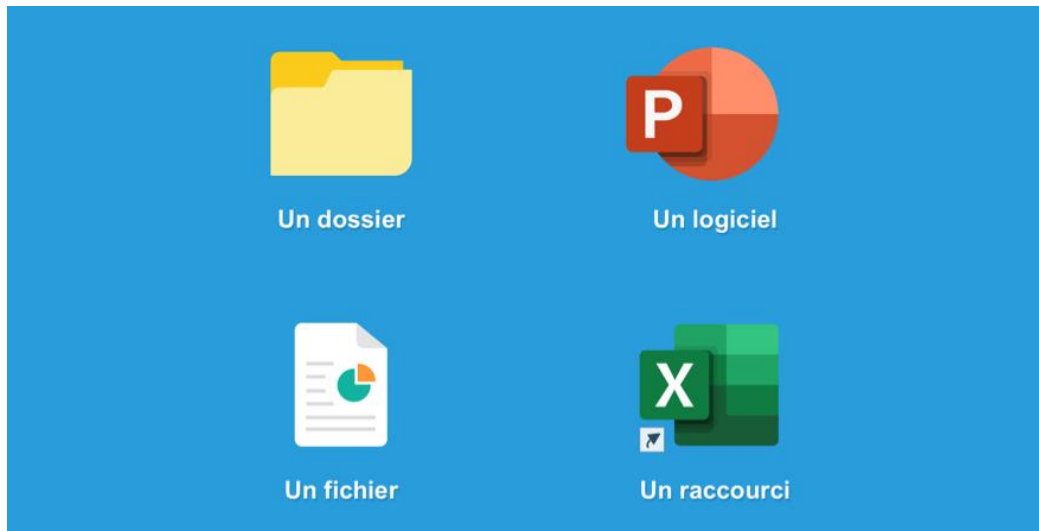 P
Un dossier
Un logiciel
X
Un fichier
Un raccourci